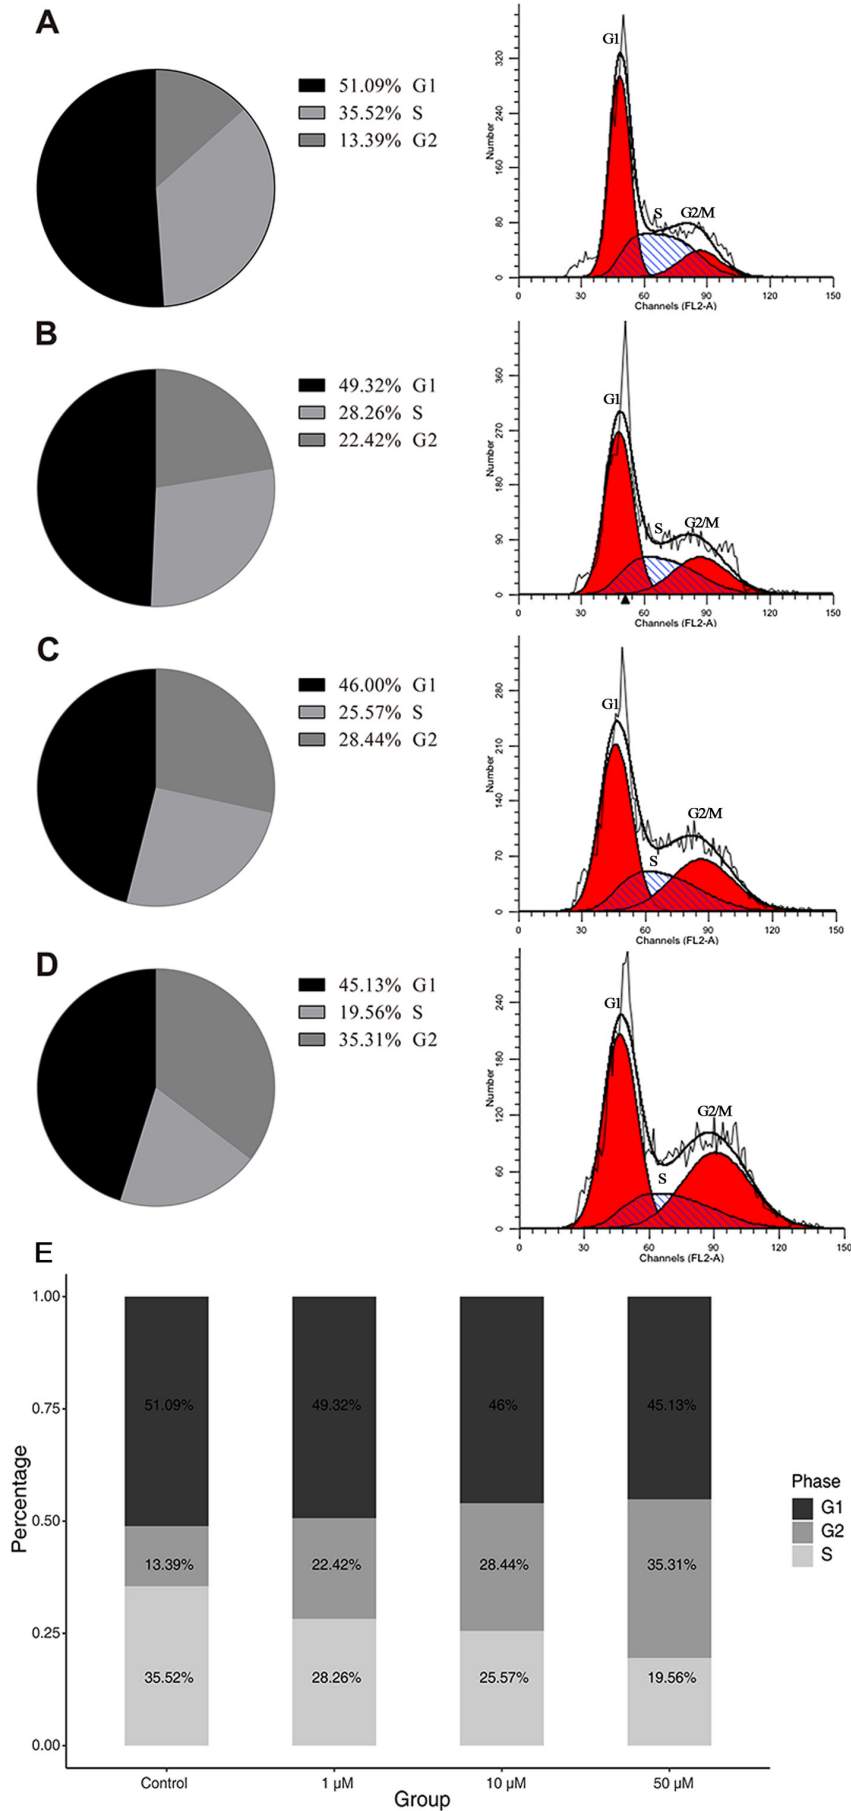 A
51.09% G1
35.52% S
13.39% G2
G1
S
G2/M
Number
320
240
160
80
0
0 30 60 90 120 150
Channels (FL2-A)
B
49.32% G1
28.26% S
22.42% G2
G1
S
G2/M
Number
360
270
180
90
0
0 30 60 90 120 150
Channels (FL2-A)
C
46.00% G1
25.57% S
28.44% G2
G1
S
G2/M
Number
280
210
140
70
0
0 30 60 90 120 150
Channels (FL2-A)
D
45.13% G1
19.56% S
35.31% G2
G1
S
G2/M
Number
240
180
120
60
0
0 30 60 90 120 150
Channels (FL2-A)
E
Percentage
1.00
0.75
0.50
0.25
0.00
51.09% 49.32% 46% 45.13%
13.39% 22.42% 28.44% 35.31%
35.52% 28.26% 25.57% 19.56%
Control 1 μM 10 μM 50 μM
Group
Phase
G1
G2
S